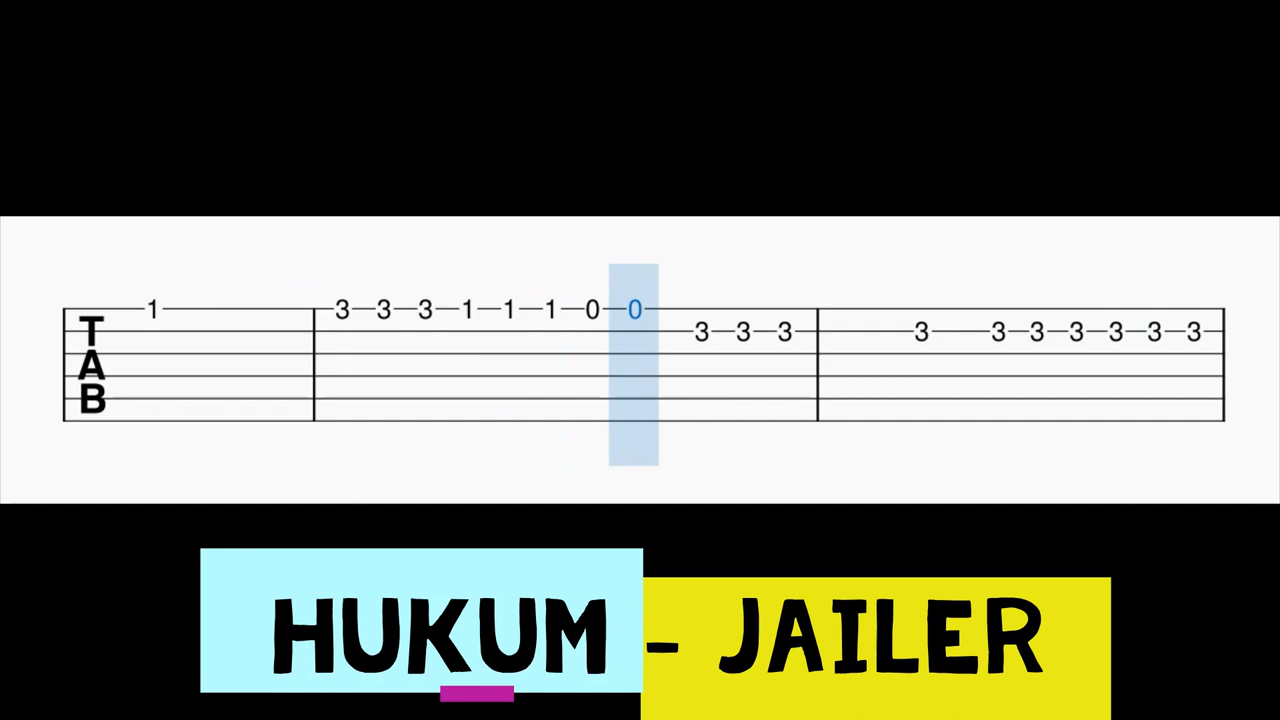 1 3 3 3 1 1 1 0 0
T 3 3 3 3 3 3 3 3 3 3
A
B
HUKUM - JAILER